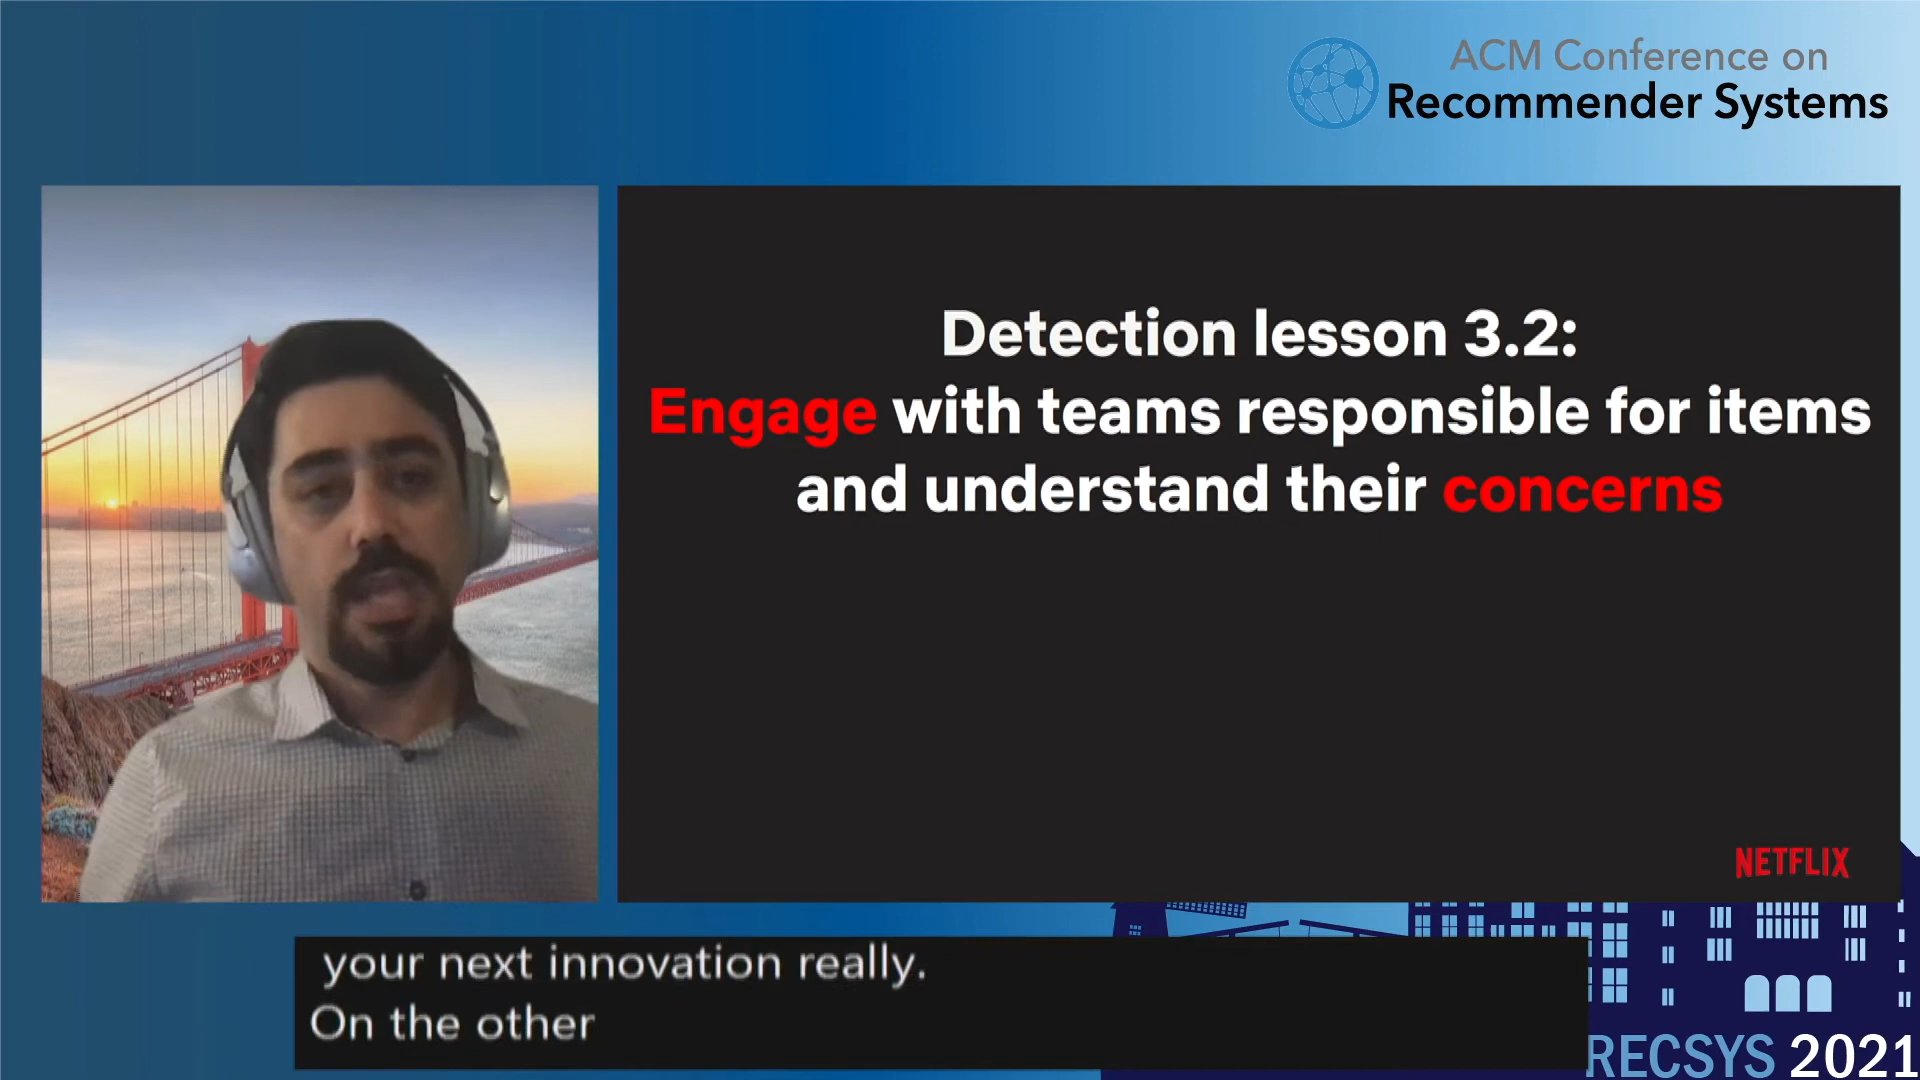 ACM Conference on
Recommender Systems
Detection lesson 3.2:
Engage with teams responsible for items
and understand their concerns
NETFLIX
your next innovation really.
On the other
RECSYS 2021